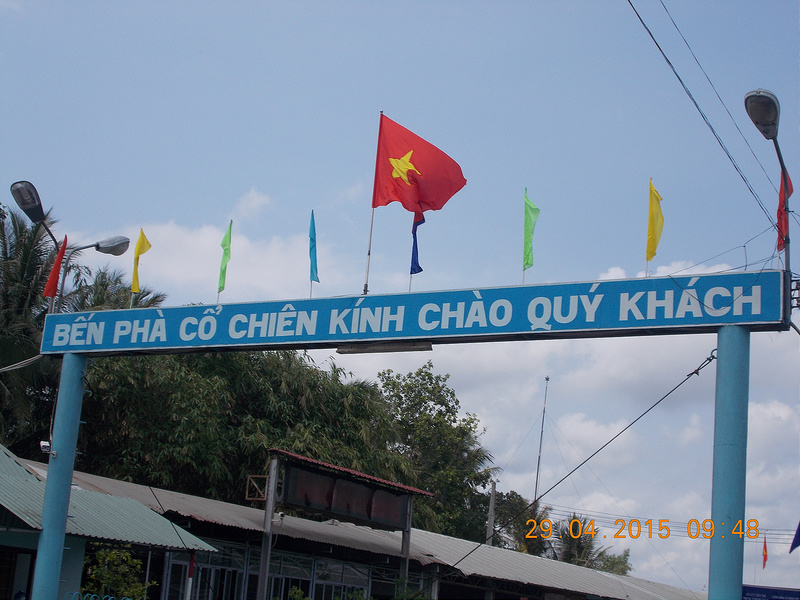 BẾN PHÀ CỔ CHIÊN KÍNH CHÀO QUÝ KHÁCH
29.04.2015 09:48